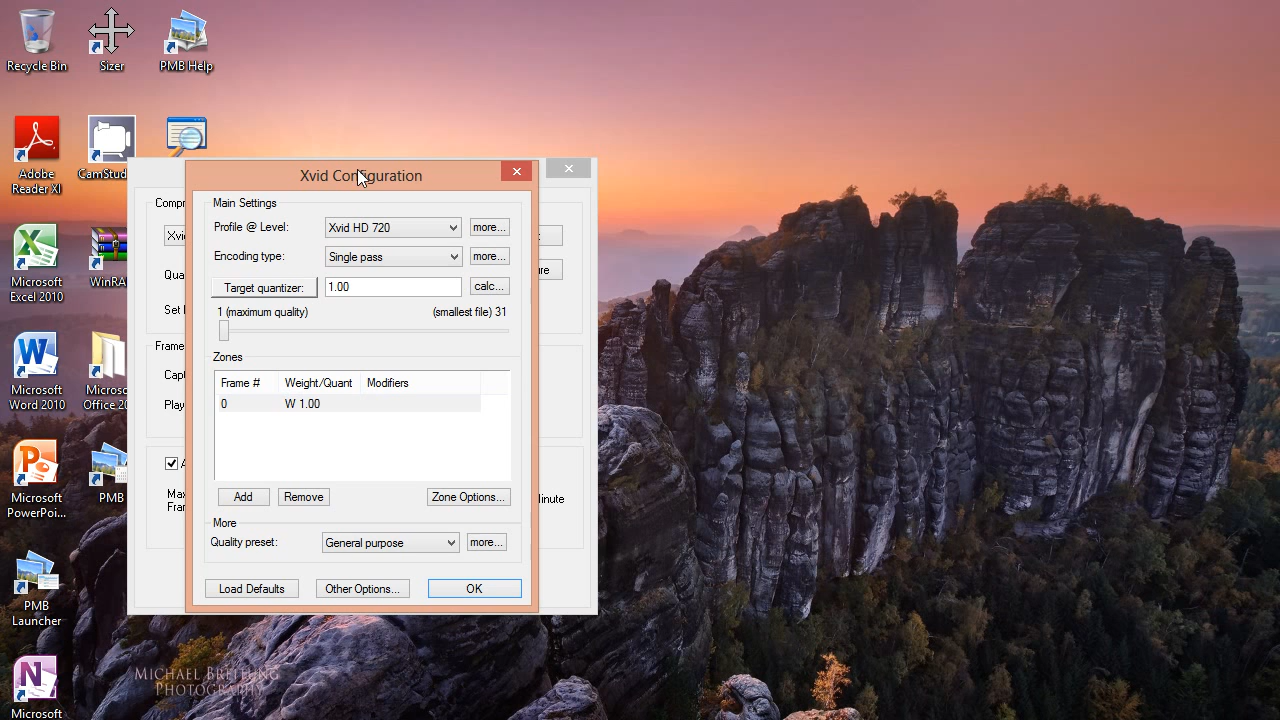 Recycle Bin
Sizer
PMB Help
Adobe
Reader XI
CamStud
Microsoft
Excel 2010
WinRA
Microsoft
Word 2010
Micros
Office 20
Microsoft
PowerPoi...
PMB
PMB
Launcher
Microsoft
Xvid Configuration
Main Settings
Profile @ Level:
Xvid HD 720
more...
Encoding type:
Single pass
more...
Target quantizer:
1.00
calc...
1 (maximum quality)
(smallest file) 31
Zones
Frame #
Weight/Quant
Modifiers
0
W 1.00
Add
Remove
Zone Options...
More
Quality preset:
General purpose
more...
Load Defaults
Other Options...
OK
Compr
Xvi
Qua
Set
Frame
Capt
Play
Max
Fram
ure
inute
Michael Breitung
Photography